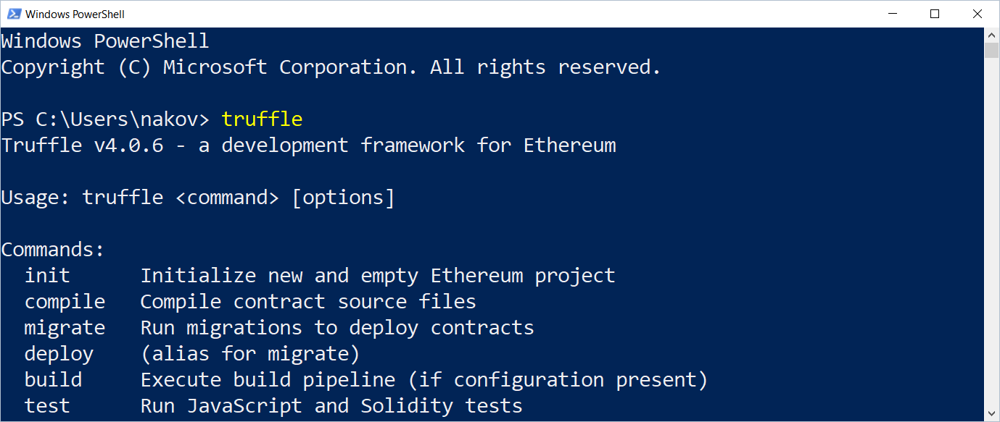 Windows PowerShell
Windows PowerShell
Copyright (C) Microsoft Corporation. All rights reserved.
PS C:\Users\nakov> truffle
Truffle v4.0.6 - a development framework for Ethereum
Usage: truffle <command> [options]
Commands:
  init      Initialize new and empty Ethereum project
  compile   Compile contract source files
  migrate   Run migrations to deploy contracts
  deploy    (alias for migrate)
  build     Execute build pipeline (if configuration present)
  test      Run JavaScript and Solidity tests